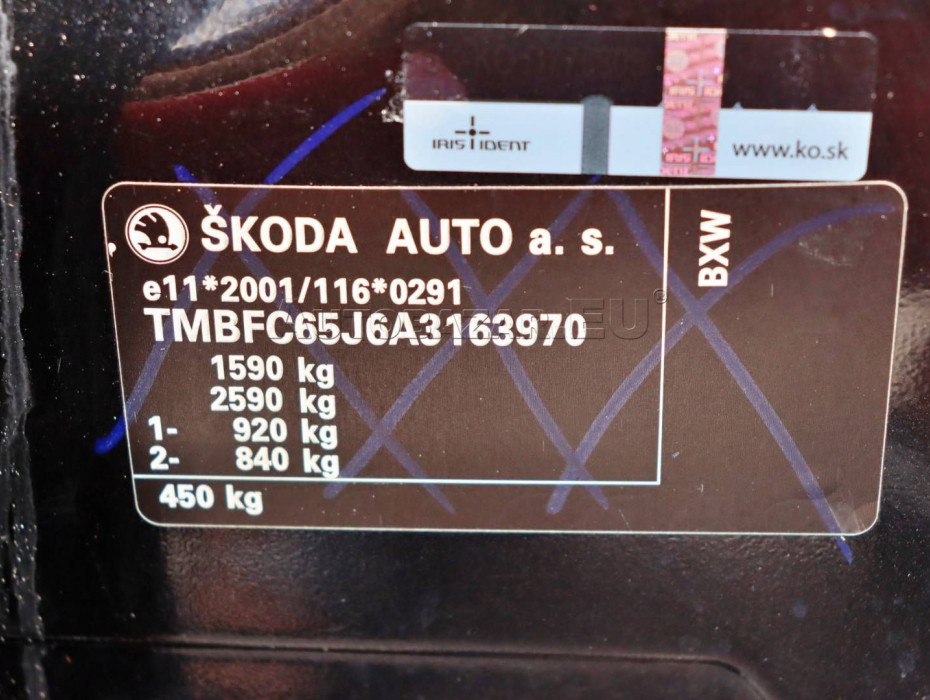 IRIS IDENT
www.ko.sk
ŠKODA AUTO a. s.
BXW
e11*2001/116*0291
TMBFC65J6A3163970
1590 kg
2590 kg
1- 920 kg
2- 840 kg
450 kg